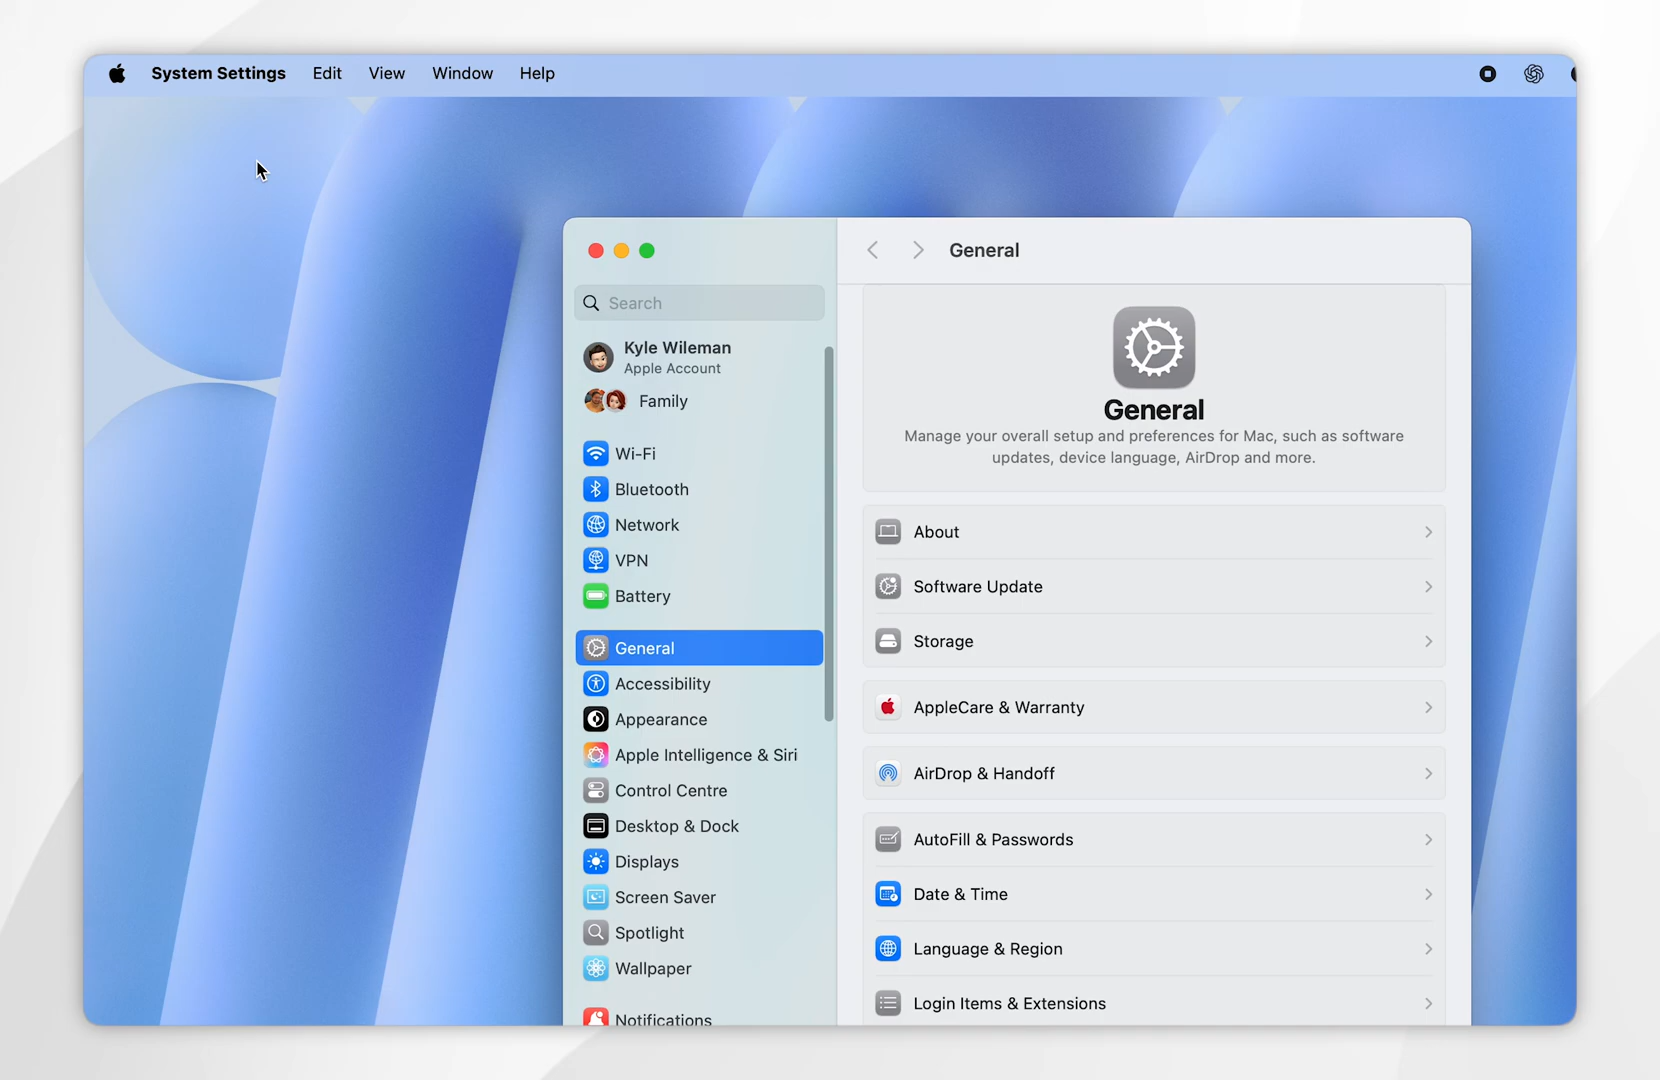 System Settings Edit View Window Help
General
Search
Kyle Wileman
Apple Account
Family
Wi-Fi
Bluetooth
Network
VPN
Battery
General
Accessibility
Appearance
Apple Intelligence & Siri
Control Centre
Desktop & Dock
Displays
Screen Saver
Spotlight
Wallpaper
Notifications
General
Manage your overall setup and preferences for Mac, such as software
updates, device language, AirDrop and more.
About
Software Update
Storage
AppleCare & Warranty
AirDrop & Handoff
AutoFill & Passwords
Date & Time
Language & Region
Login Items & Extensions